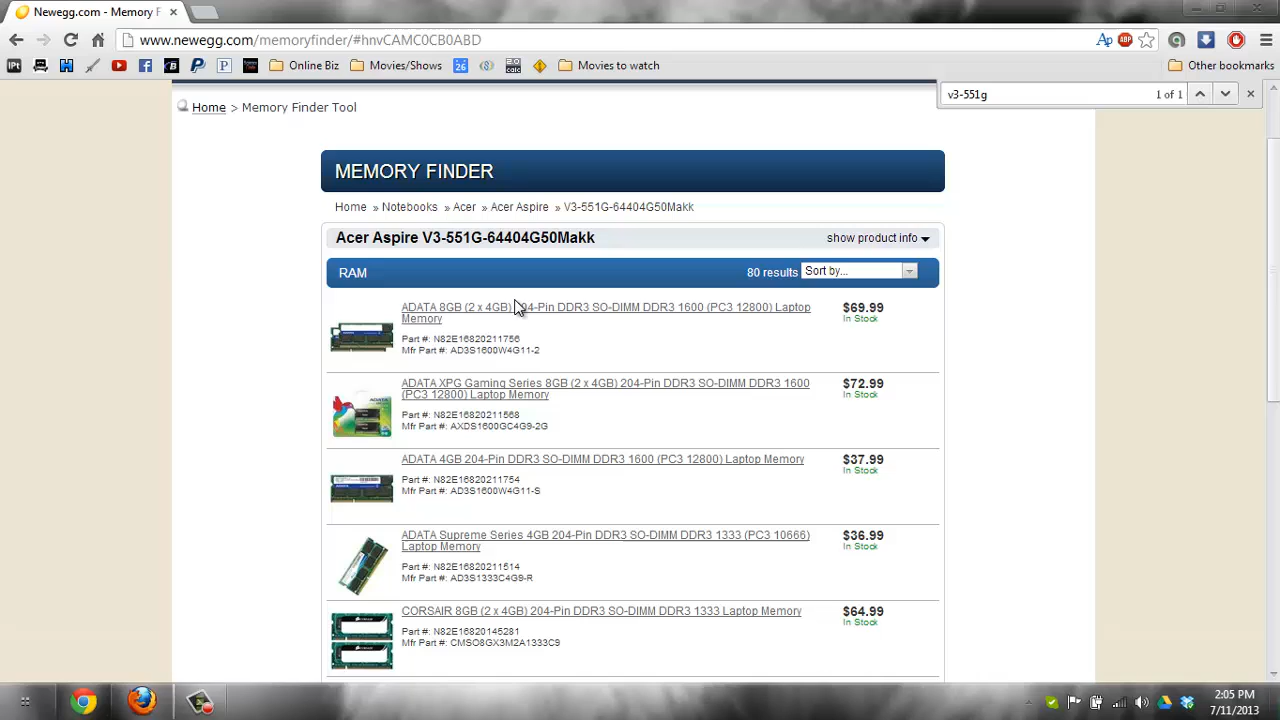 Newegg.com - Memory F
www.newegg.com/memoryfinder/#hnvCAMC0CB0ABD
Online Biz
Movies/Shows
Movies to watch
Other bookmarks
v3-551g
1 of 1
Home > Memory Finder Tool
MEMORY FINDER
Home » Notebooks » Acer » Acer Aspire » V3-551G-64404G50Makk
Acer Aspire V3-551G-64404G50Makk
show product info
RAM
80 results
Sort by...
ADATA 8GB (2 x 4GB) 204-Pin DDR3 SO-DIMM DDR3 1600 (PC3 12800) Laptop
Memory
$69.99
In Stock
Part #: N82E16820211756
Mfr Part #: AD3S1600W4G11-2
ADATA XPG Gaming Series 8GB (2 x 4GB) 204-Pin DDR3 SO-DIMM DDR3 1600
(PC3 12800) Laptop Memory
$72.99
In Stock
Part #: N82E16820211568
Mfr Part #: AXDS1600GC4G9-2G
ADATA 4GB 204-Pin DDR3 SO-DIMM DDR3 1600 (PC3 12800) Laptop Memory
$37.99
In Stock
Part #: N82E16820211754
Mfr Part #: AD3S1600W4G11-S
ADATA Supreme Series 4GB 204-Pin DDR3 SO-DIMM DDR3 1333 (PC3 10666)
Laptop Memory
$36.99
In Stock
Part #: N82E16820211514
Mfr Part #: AD3S1333C4G9-R
CORSAIR 8GB (2 x 4GB) 204-Pin DDR3 SO-DIMM DDR3 1333 Laptop Memory
$64.99
In Stock
Part #: N82E16820145281
Mfr Part #: CMSO8GX3M2A1333C9
2:05 PM
7/11/2013